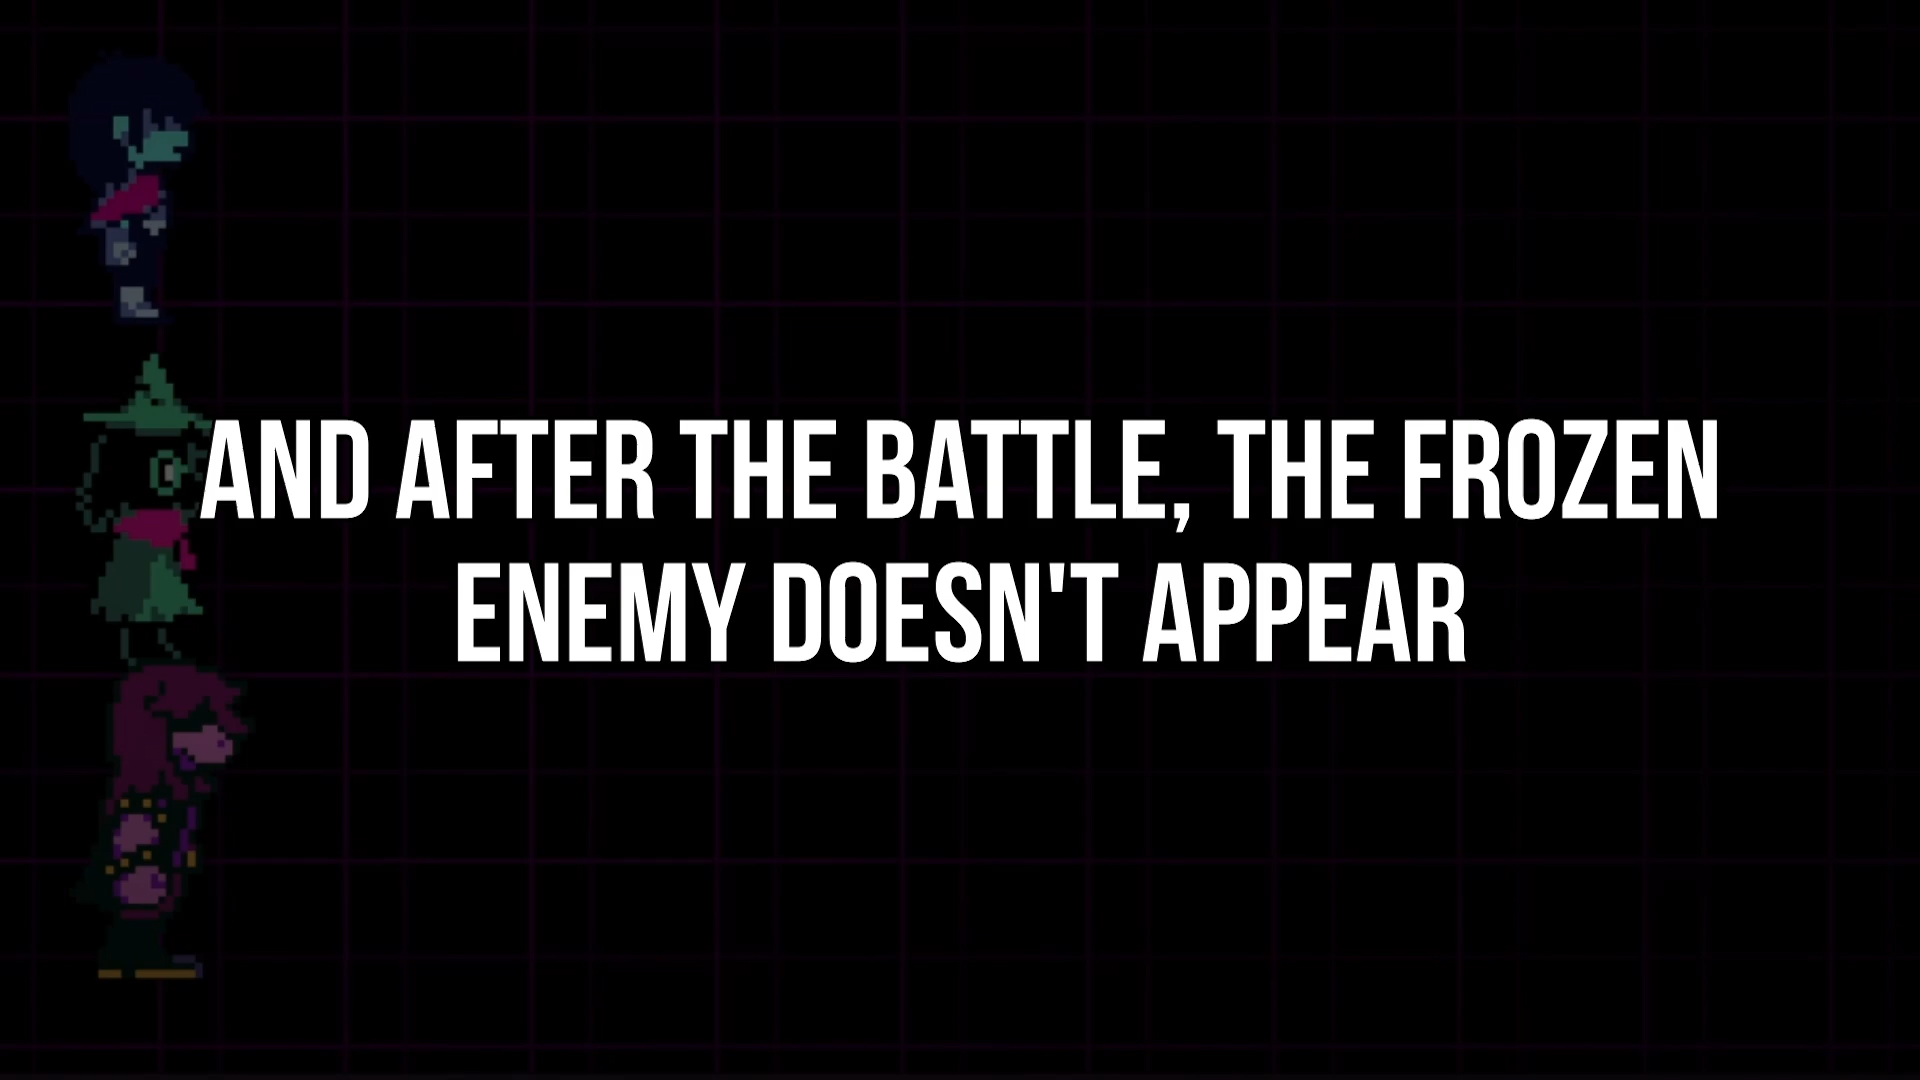 AND AFTER THE BATTLE, THE FROZEN
ENEMY DOESN'T APPEAR